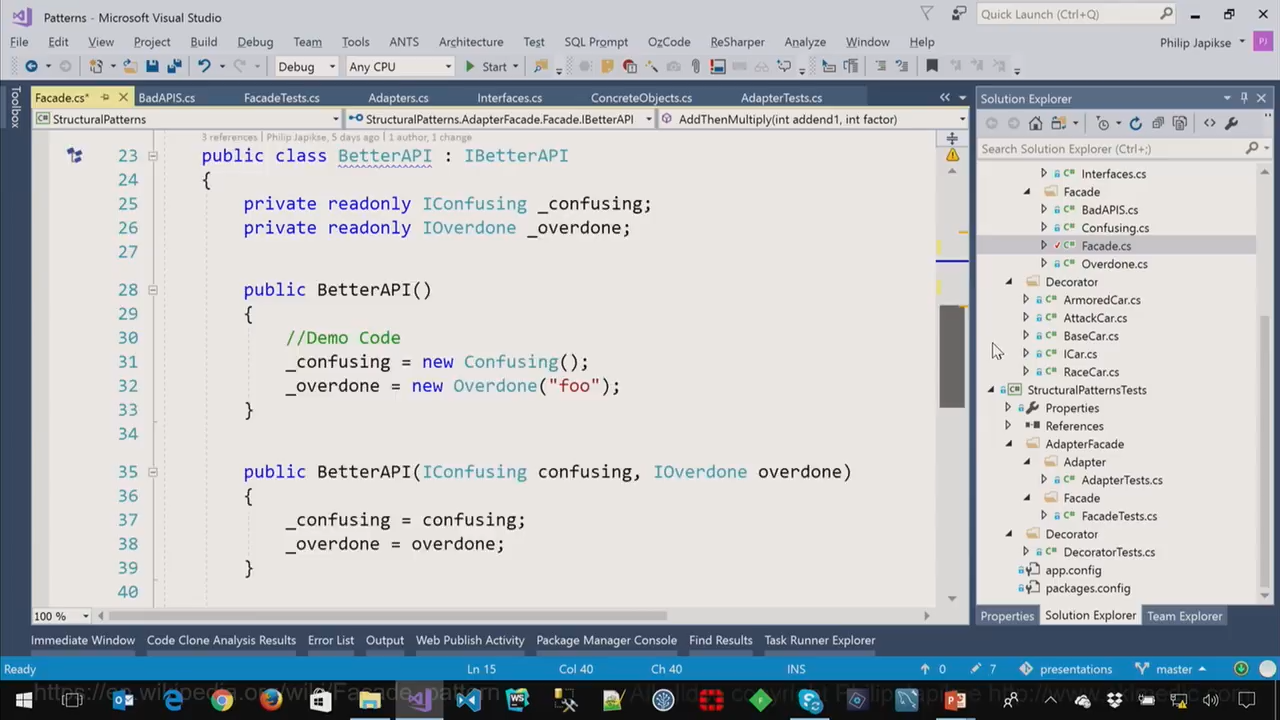 Patterns - Microsoft Visual Studio
Quick Launch (Ctrl+Q)
File Edit View Project Build Debug Team Tools ANTS Architecture Test SQL Prompt OzCode ReSharper Analyze Window Help
Philip Japikse PJ
Debug Any CPU Start
Toolbox
Facade.cs* BadAPIS.cs FacadeTests.cs Adapters.cs Interfaces.cs ConcreteObjects.cs AdapterTests.cs
StructuralPatterns StructuralPatterns.AdapterFacade.Facade.IBetterAPI AddThenMultiply(int addend1, int factor)
3 references | Philip Japikse, 5 days ago | 1 author, 1 change
23 public class BetterAPI : IBetterAPI
24 {
25 private readonly IConfusing _confusing;
26 private readonly IOverdone _overdone;
27
28 public BetterAPI()
29 {
30 //Demo Code
31 _confusing = new Confusing();
32 _overdone = new Overdone("foo");
33 }
34
35 public BetterAPI(IConfusing confusing, IOverdone overdone)
36 {
37 _confusing = confusing;
38 _overdone = overdone;
39 }
40
100 %
Solution Explorer
Search Solution Explorer (Ctrl+;)
Interfaces.cs
Facade
BadAPIS.cs
Confusing.cs
Facade.cs
Overdone.cs
Decorator
ArmoredCar.cs
AttackCar.cs
BaseCar.cs
ICar.cs
RaceCar.cs
StructuralPatternsTests
Properties
References
AdapterFacade
Adapter
AdapterTests.cs
Facade
FacadeTests.cs
Decorator
DecoratorTests.cs
app.config
packages.config
Properties Solution Explorer Team Explorer
Immediate Window Code Clone Analysis Results Error List Output Web Publish Activity Package Manager Console Find Results Task Runner Explorer
Ready Ln 15 Col 40 Ch 40 INS 0 7 presentations master
https://en.wikipedia.org/wiki/Facade_pattern